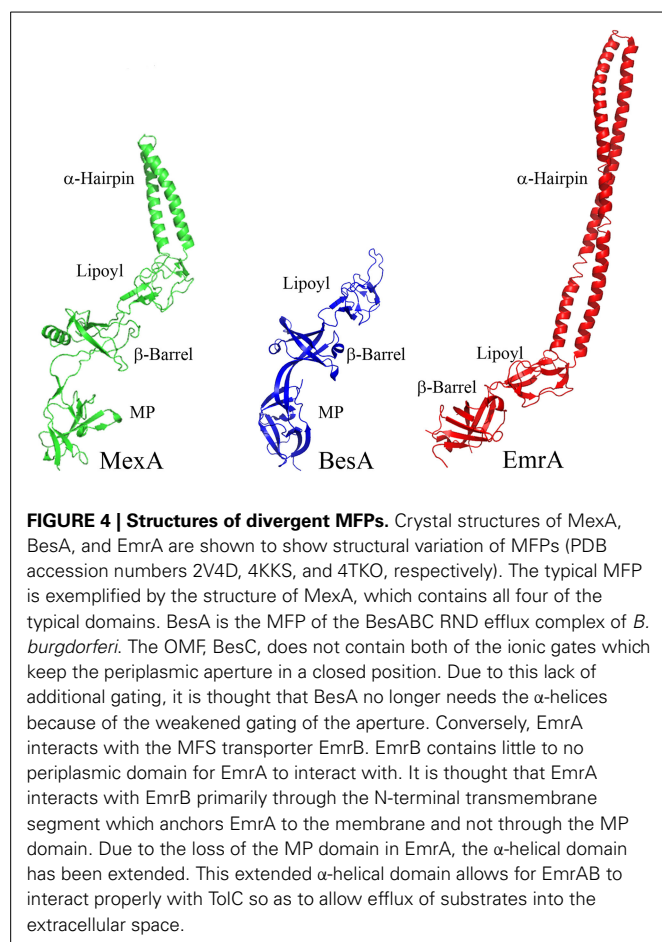 α-Hairpin
α-Hairpin
Lipoyl
Lipoyl
β-Barrel
Lipoyl
β-Barrel
MP
MP
MexA
BesA
EmrA
FIGURE 4 | Structures of divergent MFPs. Crystal structures of MexA,
BesA, and EmrA are shown to show structural variation of MFPs (PDB
accession numbers 2V4D, 4KKS, and 4TKO, respectively). The typical MFP
is exemplified by the structure of MexA, which contains all four of the
typical domains. BesA is the MFP of the BesABC RND efflux complex of B.
burgdorferi. The OMF, BesC, does not contain both of the ionic gates which
keep the periplasmic aperture in a closed position. Due to this lack of
additional gating, it is thought that BesA no longer needs the α-helices
because of the weakened gating of the aperture. Conversely, EmrA
interacts with the MFS transporter EmrB. EmrB contains little to no
periplasmic domain for EmrA to interact with. It is thought that EmrA
interacts with EmrB primarily through the N-terminal transmembrane
segment which anchors EmrA to the membrane and not through the MP
domain. Due to the loss of the MP domain in EmrA, the α-helical domain
has been extended. This extended α-helical domain allows for EmrAB to
interact properly with TolC so as to allow efflux of substrates into the
extracellular space.